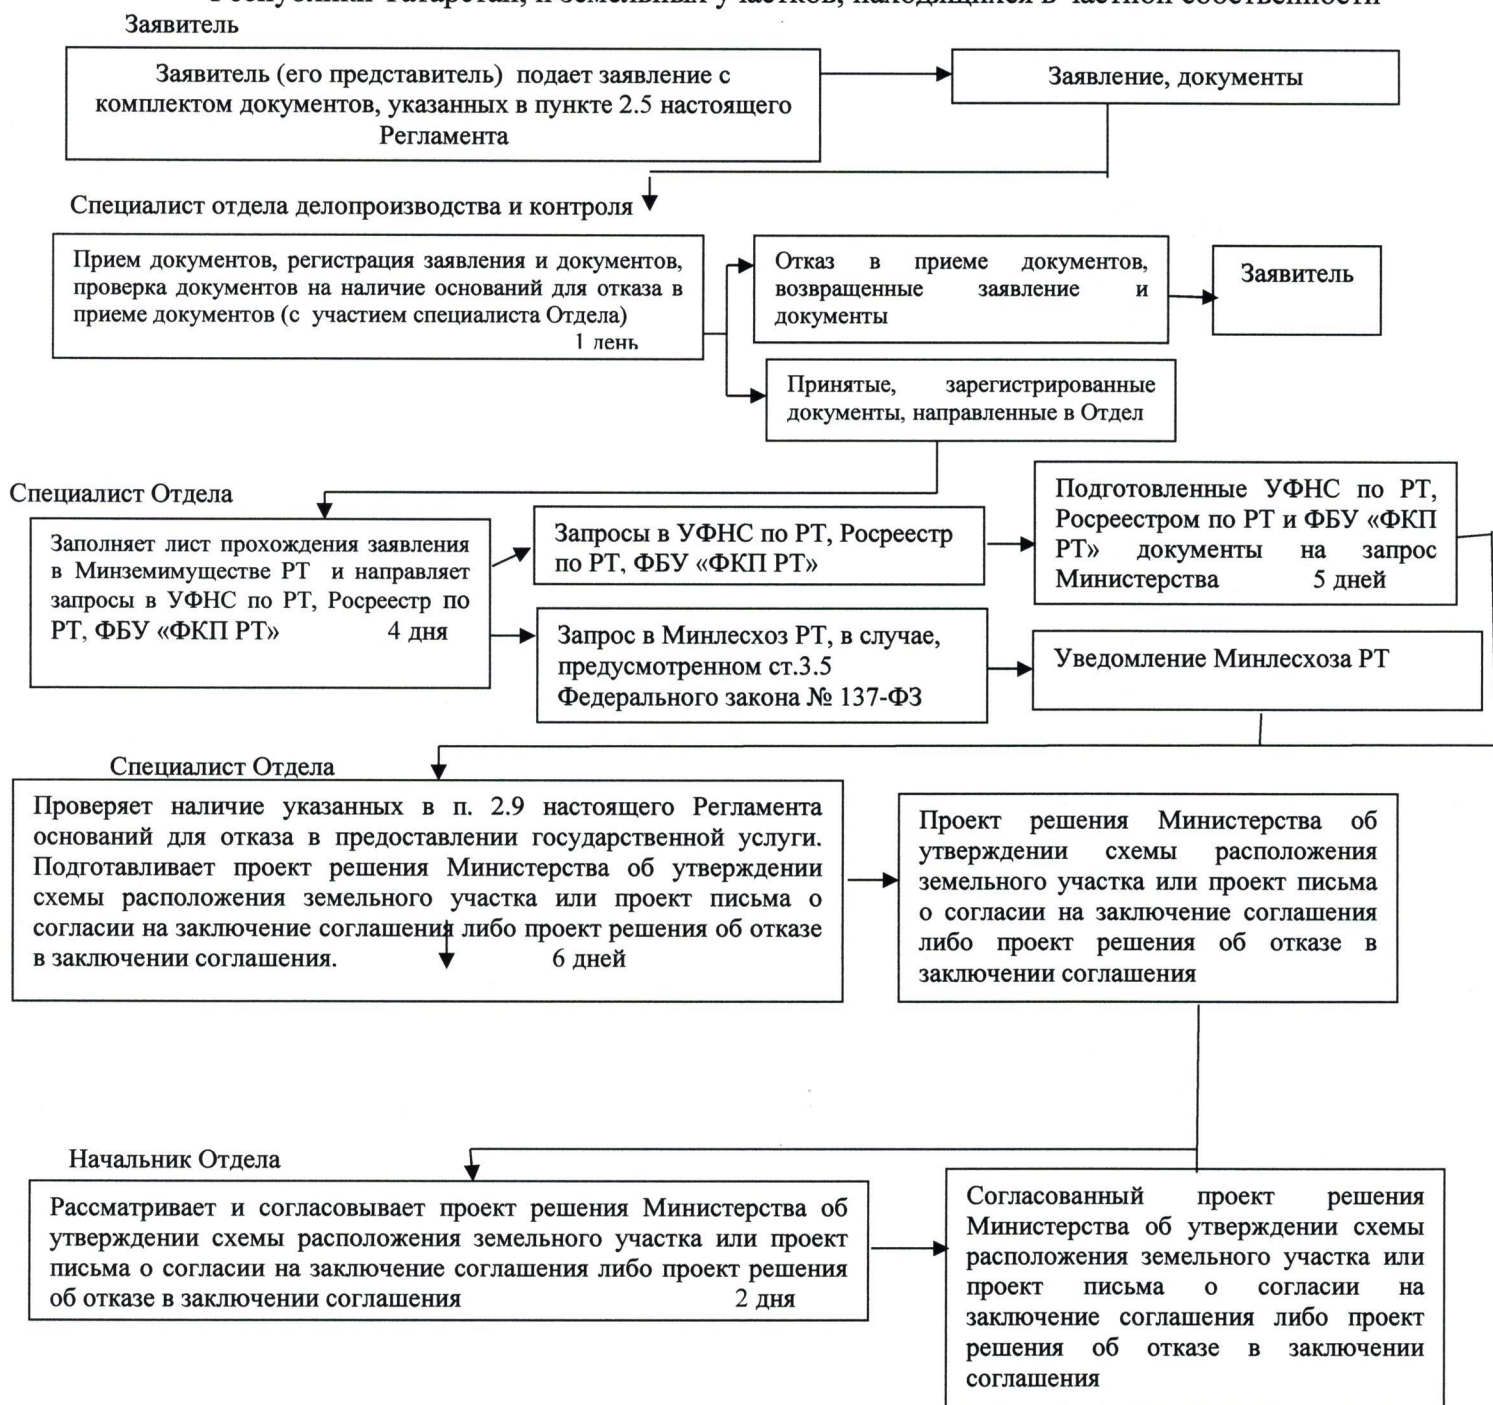 Республики Татарстан, и земельных участков, находящихся в частной собственности
Заявитель
Заявитель (его представитель) подает заявление с
комплектом документов, указанных в пункте 2.5 настоящего
Регламента
Заявление, документы
Специалист отдела делопроизводства и контроля
Прием документов, регистрация заявления и документов,
проверка документов на наличие оснований для отказа в
приеме документов (с участием специалиста Отдела)
1 день
Отказ в приеме документов,
возвращенные заявление и
документы
Заявитель
Принятые, зарегистрированные
документы, направленные в Отдел
Специалист Отдела
Заполняет лист прохождения заявления
в Минземимуществе РТ и направляет
запросы в УФНС по РТ, Росреестр по
РТ, ФБУ «ФКП РТ» 4 дня
Запросы в УФНС по РТ, Росреестр
по РТ, ФБУ «ФКП РТ»
Подготовленные УФНС по РТ,
Росреестром по РТ и ФБУ «ФКП
РТ» документы на запрос
Министерства 5 дней
Запрос в Минлесхоз РТ, в случае,
предусмотренном ст.3.5
Федерального закона № 137-ФЗ
Уведомление Минлесхоза РТ
Специалист Отдела
Проверяет наличие указанных в п. 2.9 настоящего Регламента
оснований для отказа в предоставлении государственной услуги.
Подготавливает проект решения Министерства об утверждении
схемы расположения земельного участка или проект письма о
согласии на заключение соглашения либо проект решения об отказе
в заключении соглашения. 6 дней
Проект решения Министерства об
утверждении схемы расположения
земельного участка или проект письма
о согласии на заключение соглашения
либо проект решения об отказе в
заключении соглашения
Начальник Отдела
Рассматривает и согласовывает проект решения Министерства об
утверждении схемы расположения земельного участка или проект
письма о согласии на заключение соглашения либо проект решения
об отказе в заключении соглашения 2 дня
Согласованный проект решения
Министерства об утверждении схемы
расположения земельного участка или
проект письма о согласии на
заключение соглашения либо проект
решения об отказе в заключении
соглашения